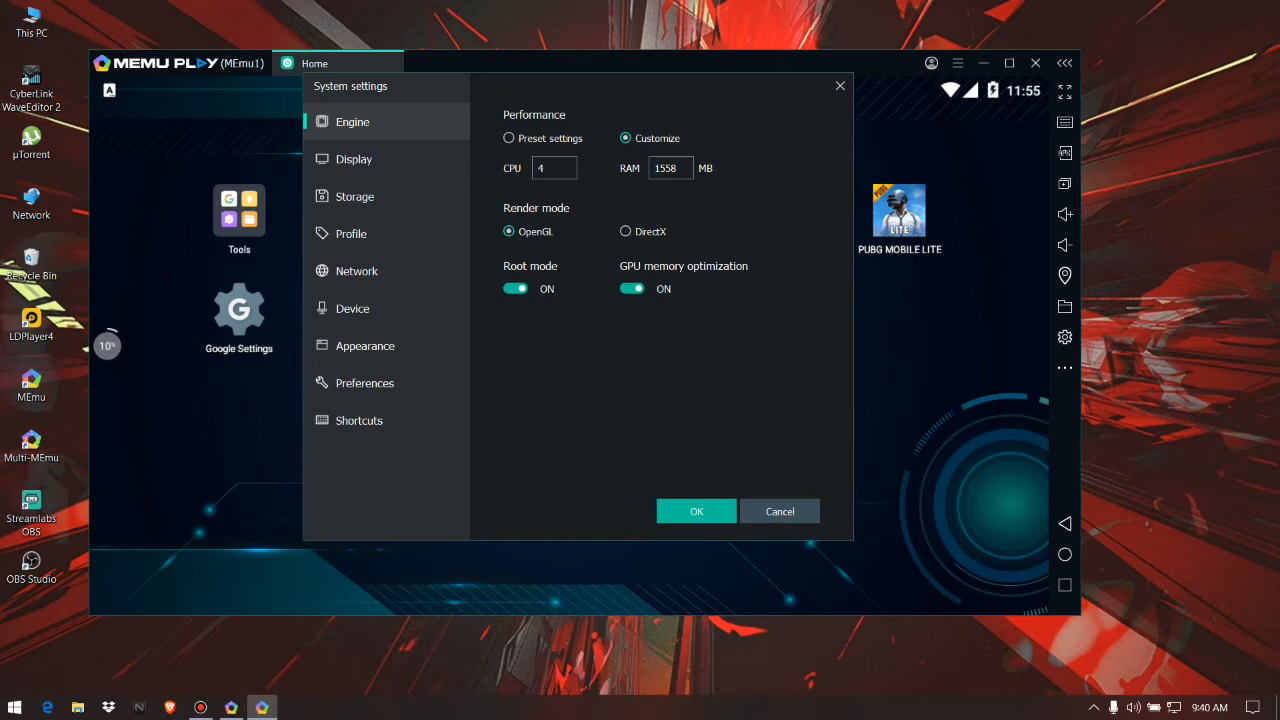 This PC
CyberLink
WaveEditor 2
µTorrent
Network
Recycle Bin
LDPlayer4
MEmu
Multi-MEmu
Streamlabs
OBS
OBS Studio
MEMU PLAY (MEmu1)
Home
A
11:55
Tools
G
Google Settings
10%
PUBG
LITE
PUBG MOBILE LITE
APK
System settings
Engine
Display
Storage
Profile
Network
Device
Appearance
Preferences
Shortcuts
Performance
Preset settings
Customize
CPU 4 RAM 1558 MB
Render mode
OpenGL
DirectX
Root mode
GPU memory optimization
ON
ON
OK
Cancel
9:40 AM